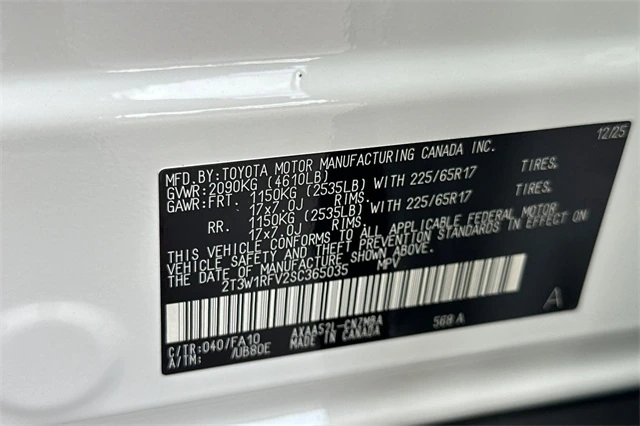 12/25
MFD.BY:TOYOTA MOTOR MANUFACTURING CANADA INC.
GVWR:2090KG (4610LB)
GAWR:FRT. 1150KG (2535LB) WITH 225/65R17 TIRES.
17x7.0J RIMS.
RR. 1150KG (2535LB) WITH 225/65R17 TIRES.
17x7.0J RIMS.
THIS VEHICLE CONFORMS TO ALL APPLICABLE FEDERAL MOTOR
VEHICLE SAFETY AND THEFT PREVENTION STANDARDS IN EFFECT ON
THE DATE OF MANUFACTURE SHOWN ABOVE.
2T3W1RFV2SC365035 MPV
A
C/TR:040/FA10 AXAA52L-CNZMBA 568 A
A/TM: /UB80E MADE IN CANADA